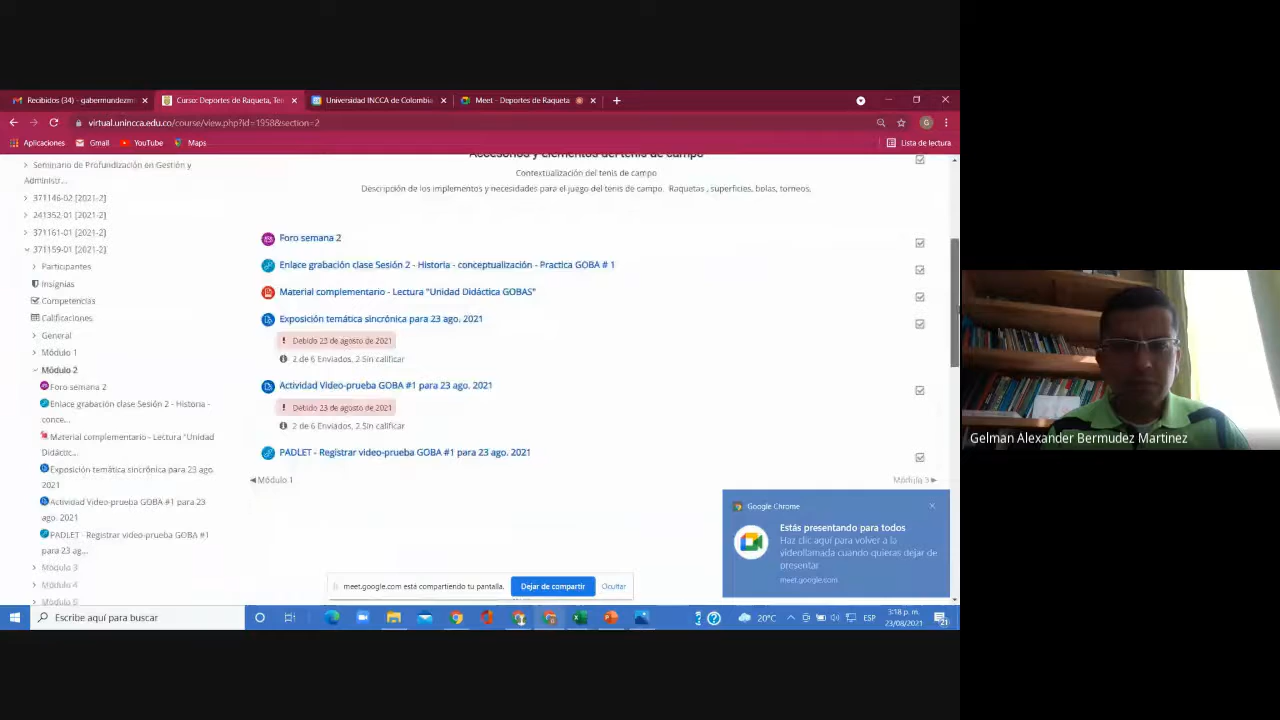 Recibidos (34) - gabermundezm
Curso: Deportes de Raqueta, Ten
Universidad INCCA de Colombia
Meet - Deportes de Raqueta
virtual.unincca.edu.co/course/view.php?id=1958&section=2
Aplicaciones
Gmail
YouTube
Maps
Lista de lectura
Seminario de Profundización en Gestión y
Administr...
371146-02 [2021-2]
241352-01 [2021-2]
371161-01 [2021-2]
371159-01 [2021-2]
Participantes
Insignias
Competencias
Calificaciones
General
Módulo 1
Módulo 2
Foro semana 2
Enlace grabación clase Sesión 2 - Historia -
conce...
Material complementario - Lectura "Unidad
Didáctic...
Exposición temática sincrónica para 23 ago.
2021
Actividad Video-prueba GOBA #1 para 23
ago. 2021
PADLET - Registrar video-prueba GOBA #1
para 23 ag...
Módulo 3
Módulo 4
Módulo 5
Accesorios y elementos del tenis de campo
Contextualización del tenis de campo
Descripción de los implementos y necesidades para el juego del tenis de campo. Raquetas , superficies, bolas, torneos.
Foro semana 2
Enlace grabación clase Sesión 2 - Historia - conceptualización - Practica GOBA # 1
Material complementario - Lectura "Unidad Didáctica GOBAS"
Exposición temática sincrónica para 23 ago. 2021
Debido 23 de agosto de 2021
2 de 6 Enviados, 2 Sin calificar
Actividad Video-prueba GOBA #1 para 23 ago. 2021
Debido 23 de agosto de 2021
2 de 6 Enviados, 2 Sin calificar
PADLET - Registrar video-prueba GOBA #1 para 23 ago. 2021
◀ Módulo 1
Módulo 3 ▶
Google Chrome
Estás presentando para todos
Haz clic aquí para volver a la
videollamada cuando quieras dejar de
presentar
meet.google.com
meet.google.com está compartiendo tu pantalla.
Dejar de compartir
Ocultar
Escribe aquí para buscar
20°C
ESP
3:18 p. m.
23/08/2021
21
Gelman Alexander Bermudez Martinez